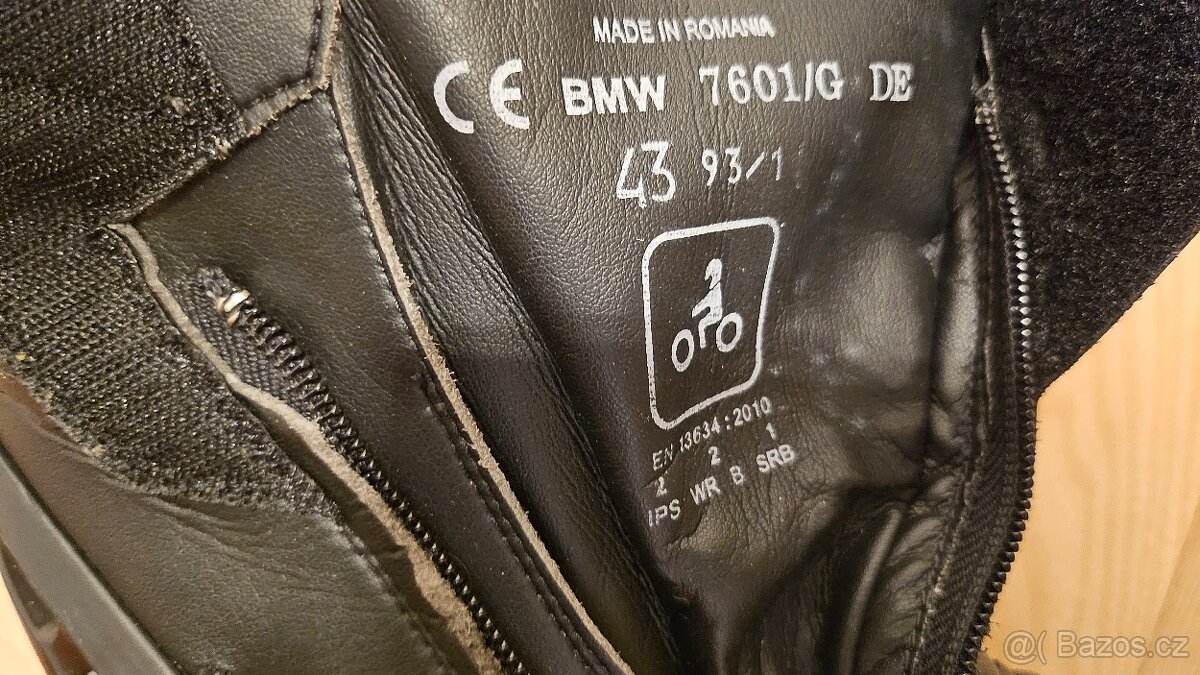 MADE IN ROMANIA
CE BMW 7601/G DE
43 93/1
EN 13634:2010
2 2 1
IPS WR B SRB
@( Bazos.cz